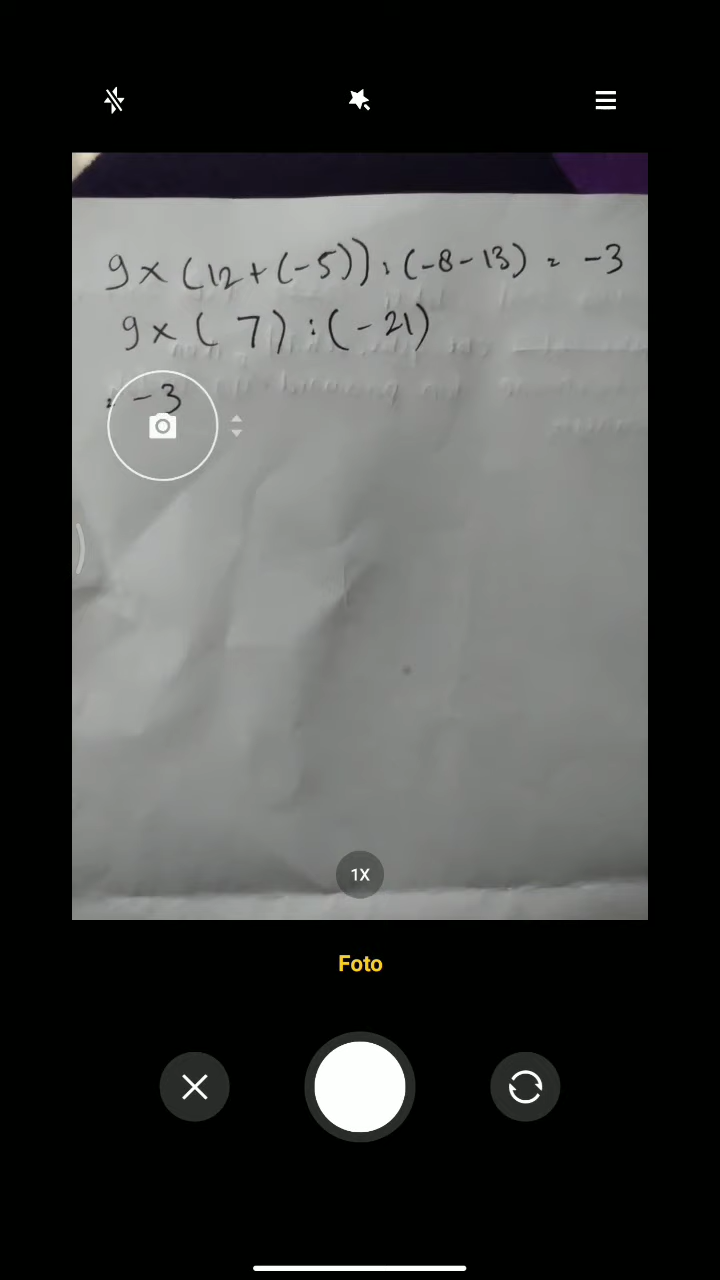 9 × (12 + (-5)) : (-8 - 13) = -3
9 × ( 7 ) : (-21)
= -3
1X
Foto